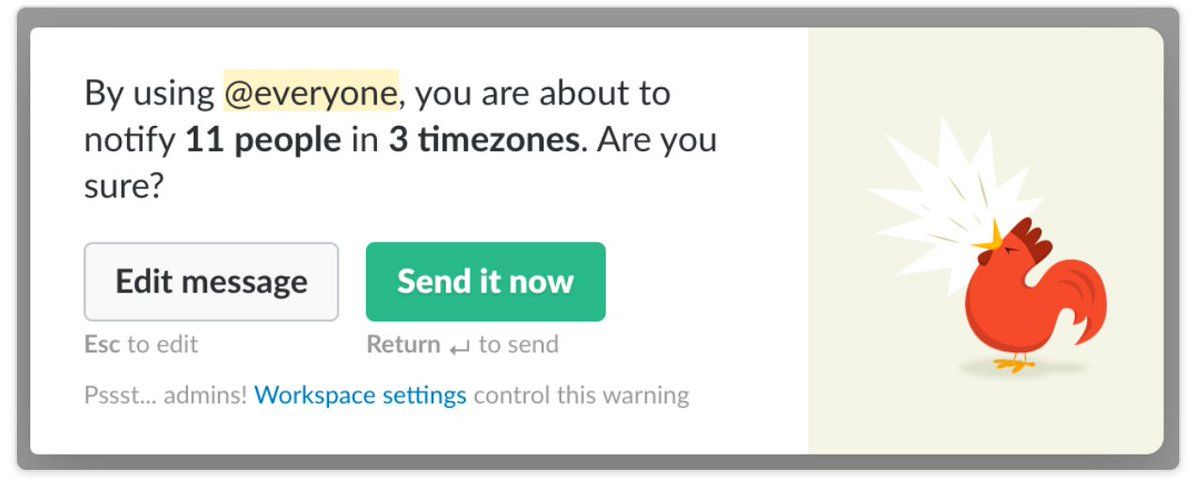 By using @everyone, you are about to
notify 11 people in 3 timezones. Are you
sure?
Edit message
Send it now
Esc to edit
Return ↵ to send
Pssst... admins! Workspace settings control this warning